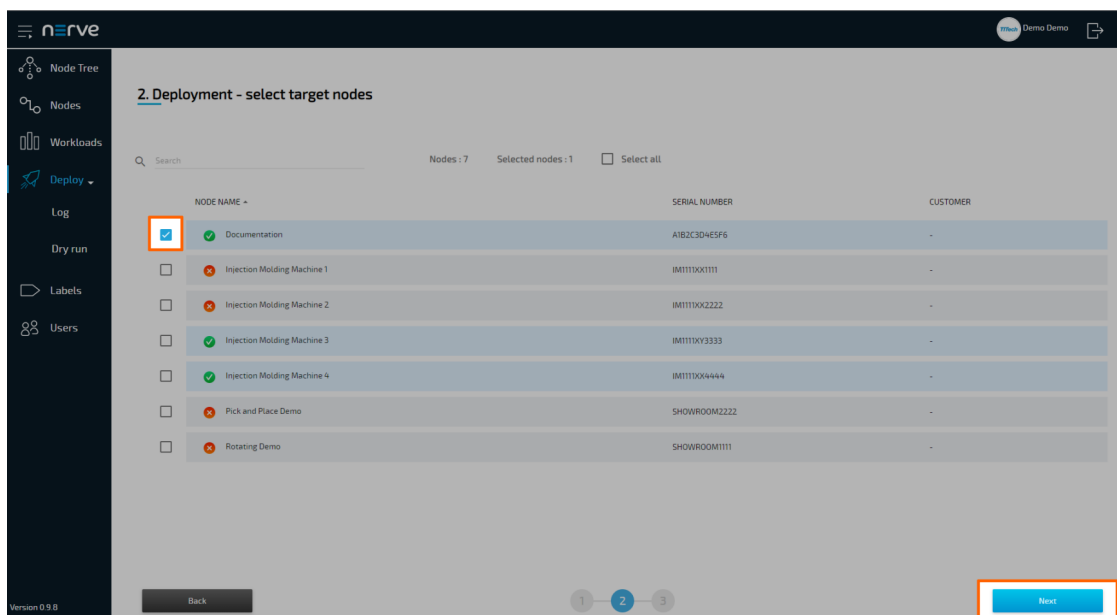 nerve
TTTech Demo Demo
Node Tree
Nodes
Workloads
Deploy
Log
Dry run
Labels
Users
Version 0.9.8
2. Deployment - select target nodes
Search Nodes : 7 Selected nodes : 1 Select all
NODE NAME SERIAL NUMBER CUSTOMER
Documentation A1B2C3D4E5F6 -
Injection Molding Machine 1 IM1111XX1111 -
Injection Molding Machine 2 IM1111XX2222 -
Injection Molding Machine 3 IM1111XY3333 -
Injection Molding Machine 4 IM1111XX4444 -
Pick and Place Demo SHOWROOM2222 -
Rotating Demo SHOWROOM1111 -
Back 1 2 3 Next